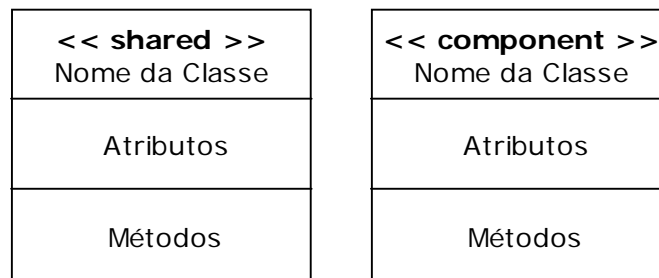 << shared >>
Nome da Classe
Atributos
Métodos
<< component >>
Nome da Classe
Atributos
Métodos